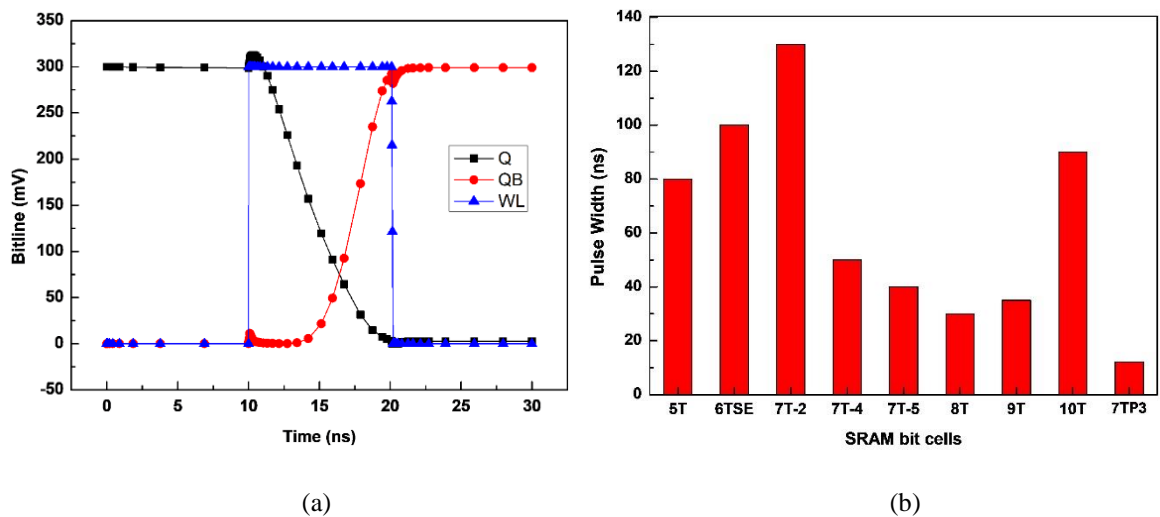 350
300
250
200
150
100
50
0
-50
Bitline (mV)
Q
QB
WL
0 5 10 15 20 25 30
Time (ns)
(a)
140
120
100
80
60
40
20
0
Pulse Width (ns)
5T 6TSE 7T-2 7T-4 7T-5 8T 9T 10T 7TP3
SRAM bit cells
(b)